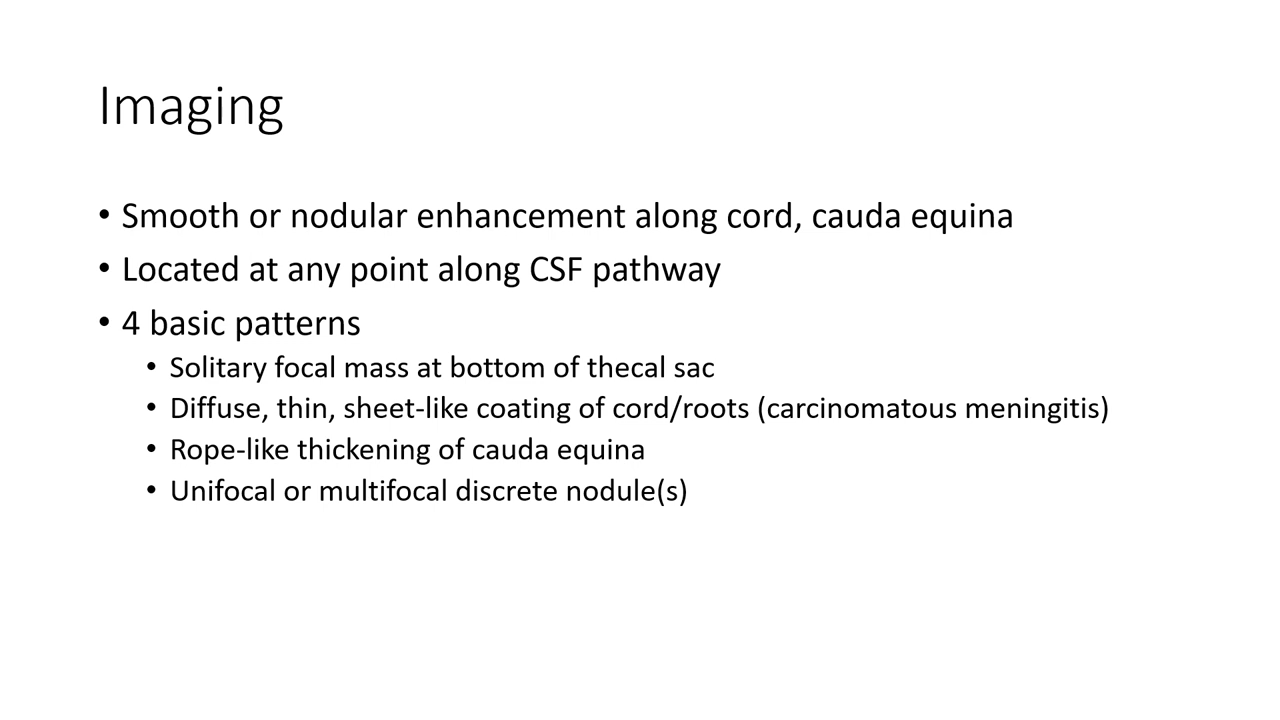 Imaging
• Smooth or nodular enhancement along cord, cauda equina
• Located at any point along CSF pathway
• 4 basic patterns
• Solitary focal mass at bottom of thecal sac
• Diffuse, thin, sheet-like coating of cord/roots (carcinomatous meningitis)
• Rope-like thickening of cauda equina
• Unifocal or multifocal discrete nodule(s)